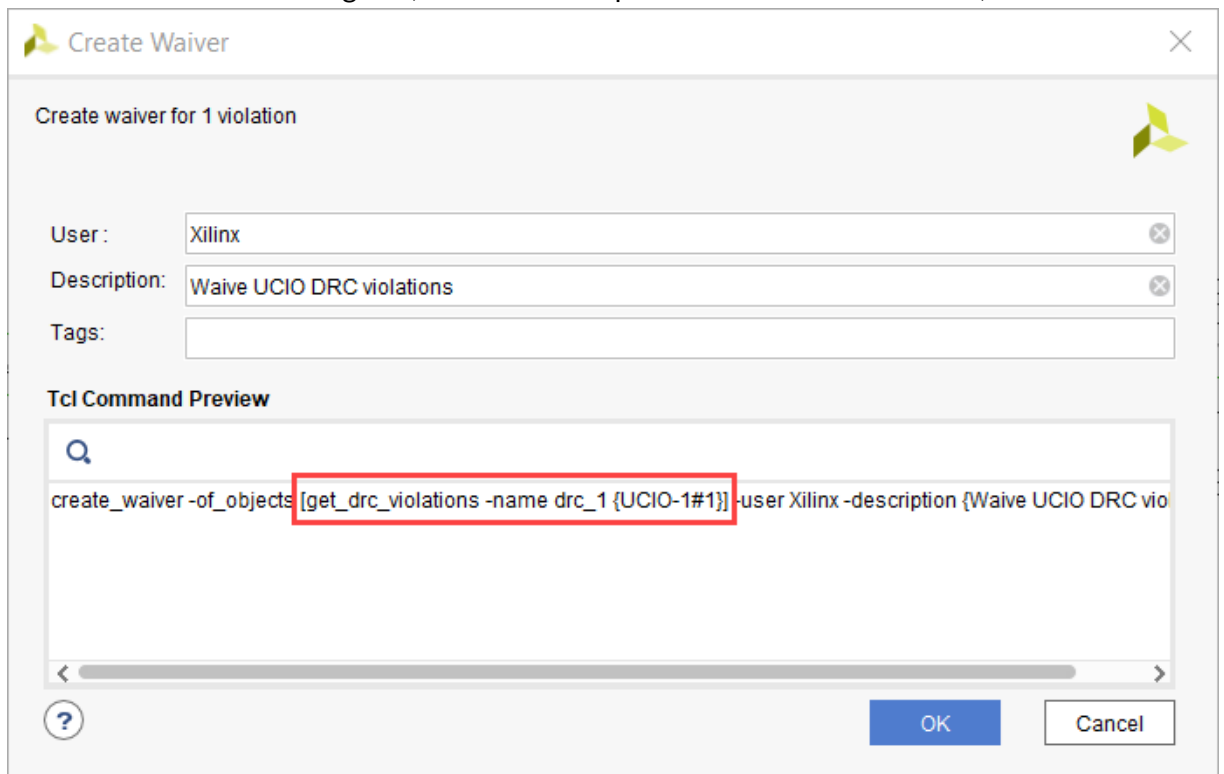 Create Waiver
Create waiver for 1 violation
User :
Xilinx
Description:
Waive UCIO DRC violations
Tags:
Tcl Command Preview
create_waiver -of_objects [get_drc_violations -name drc_1 {UCIO-1#1}] -user Xilinx -description {Waive UCIO DRC vio
?
OK
Cancel